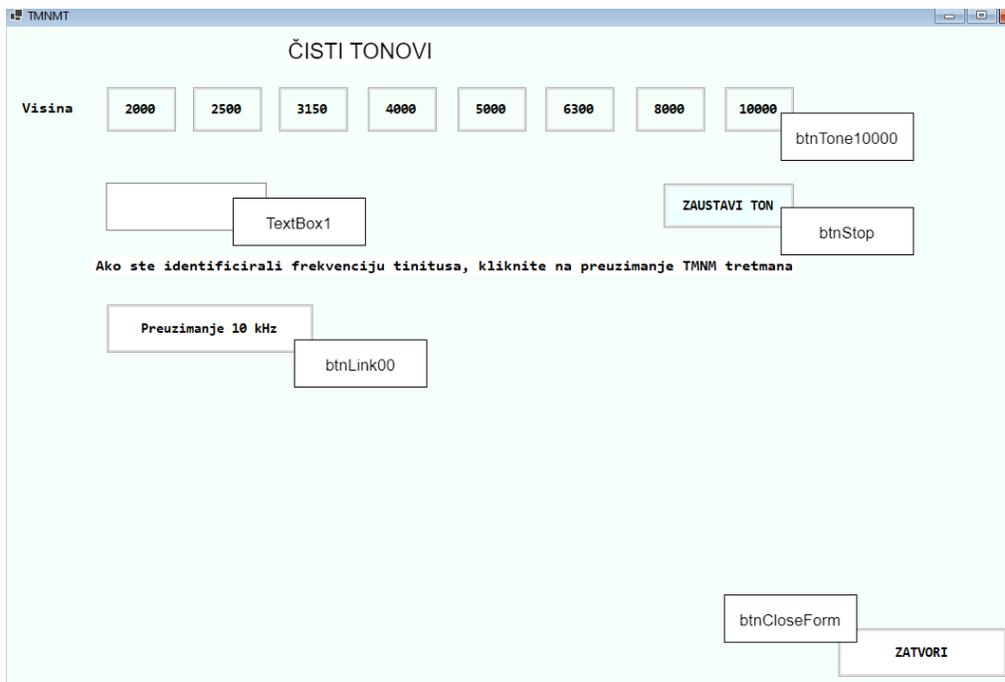 TMNMT
ČISTI TONOVI
Visina 2000 2500 3150 4000 5000 6300 8000 10000
btnTone10000
ZAUSTAVI TON
TextBox1
btnStop
Ako ste identificirali frekvenciju tinitusa, kliknite na preuzimanje TMNM tretmana
Preuzimanje 10 kHz
btnLink00
btnCloseForm
ZATVORI